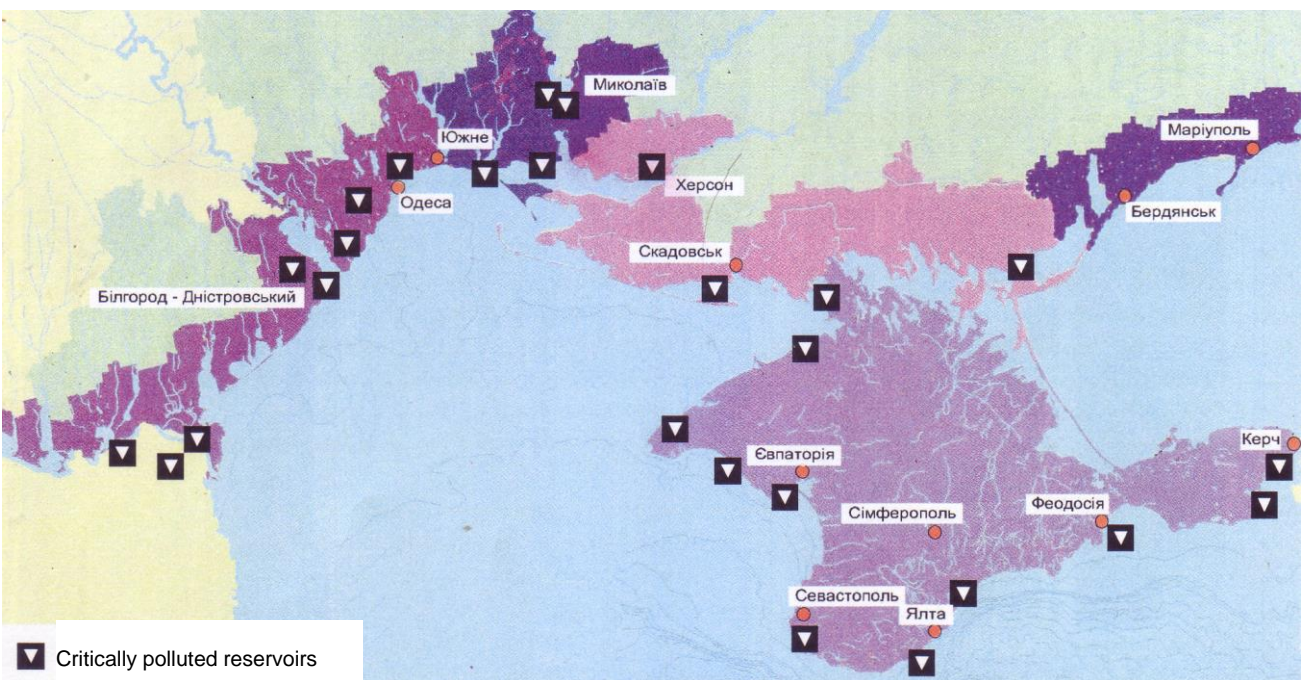 Миколаїв
Маріуполь
Южне
Херсон
Одеса
Бердянськ
Скадовськ
Білгород - Дністровський
Керч
Євпаторія
Феодосія
Сімферополь
Севастополь
Ялта
Critically polluted reservoirs